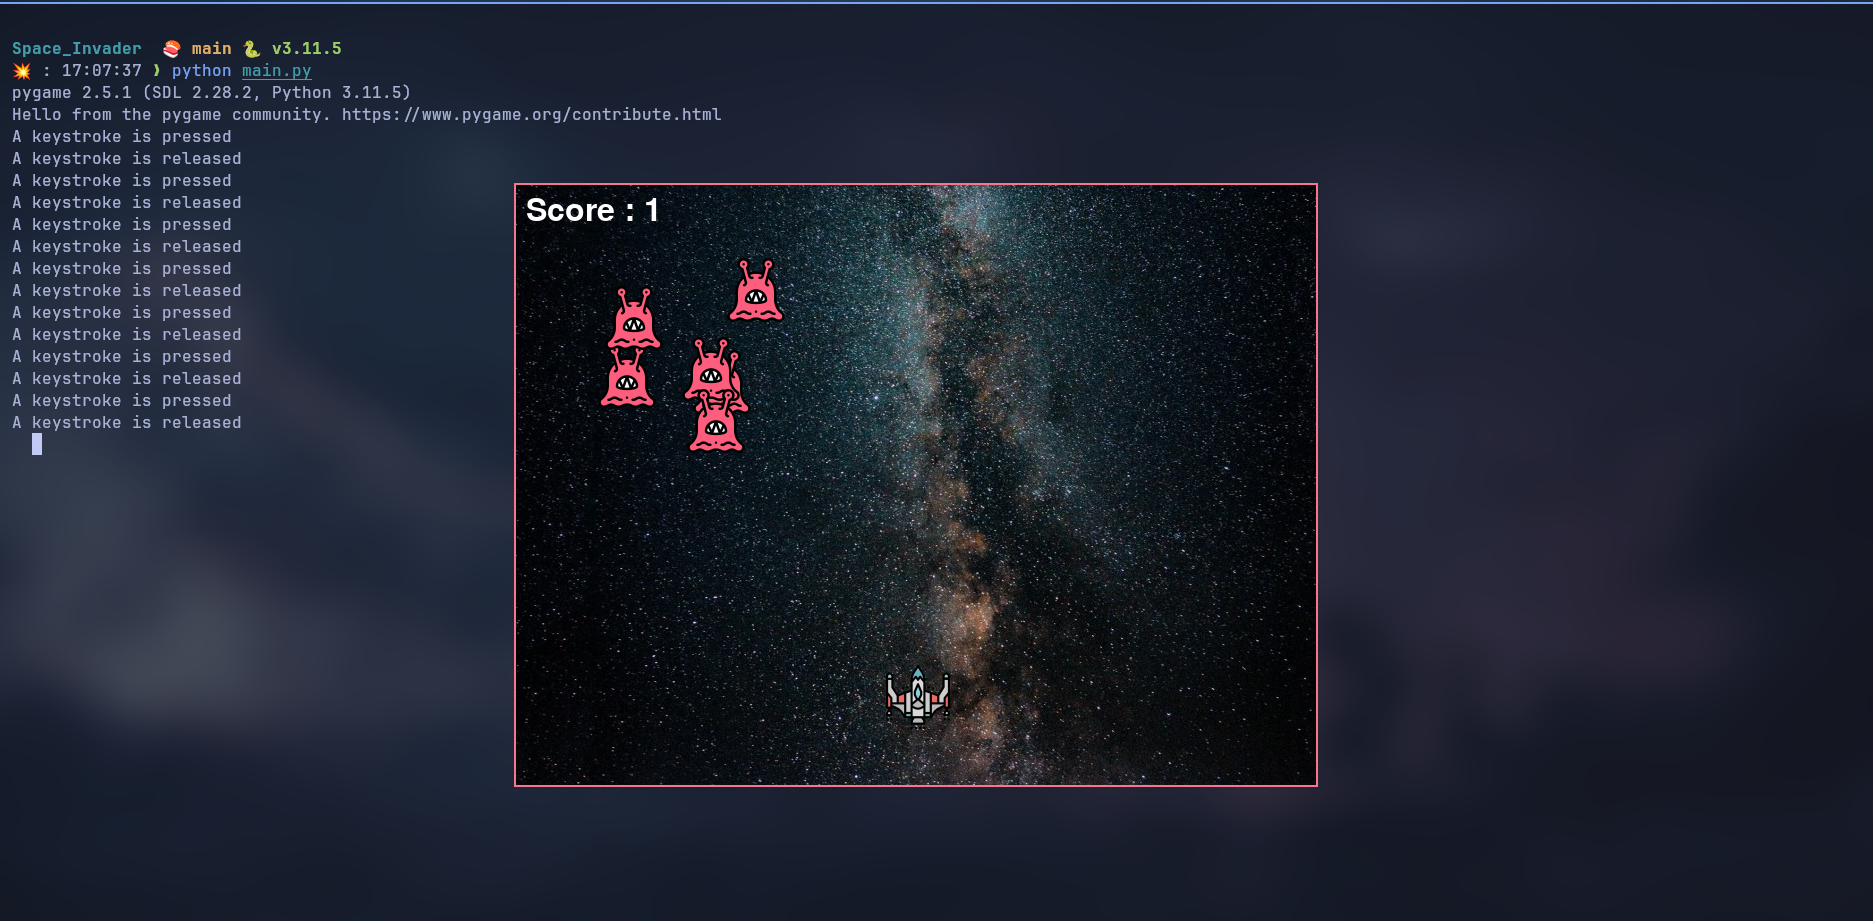 Space_Invader 🍣 main 🐍 v3.11.5
💥 : 17:07:37 ❱ python main.py
pygame 2.5.1 (SDL 2.28.2, Python 3.11.5)
Hello from the pygame community. https://www.pygame.org/contribute.html
A keystroke is pressed
A keystroke is released
A keystroke is pressed
A keystroke is released
A keystroke is pressed
A keystroke is released
A keystroke is pressed
A keystroke is released
A keystroke is pressed
A keystroke is released
A keystroke is pressed
A keystroke is released
A keystroke is pressed
A keystroke is released
Score : 1